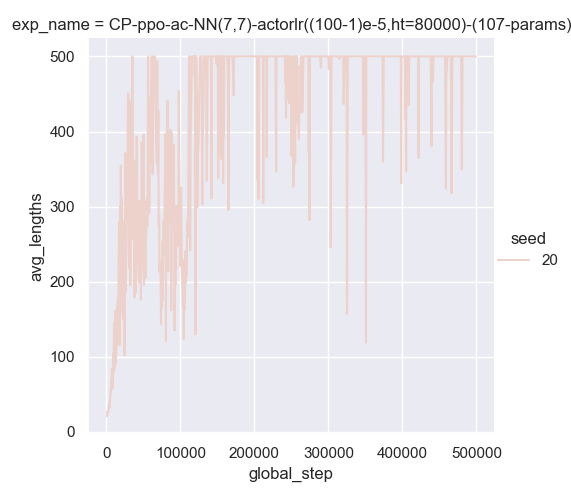 exp_name = CP-ppo-ac-NN(7,7)-actorlr((100-1)e-5,ht=80000)-(107-params)
500
400
300
200
100
0
avg_lengths
0 100000 200000 300000 400000 500000
global_step
seed
20